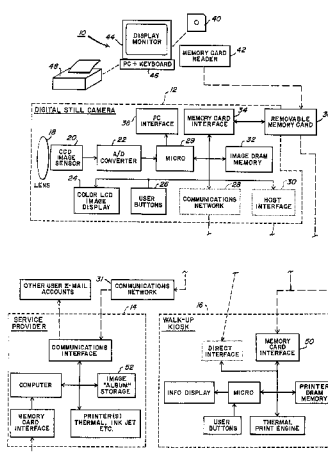 10
44
DISPLAY
MONITOR
PC + KEYBOARD
46
48
40
42
MEMORY CARD
READER
12
DIGITAL STILL CAMERA
36
I²C
INTERFACE
34
MEMORY CARD
INTERFACE
REMOVABLE
MEMORY CARD
18
LENS
20
CCD
IMAGE
SENSOR
22
A/D
CONVERTER
29
MICRO
32
IMAGE DRAM
MEMORY
24
COLOR LCD
IMAGE
DISPLAY
26
USER
BUTTONS
28
COMMUNICATIONS
NETWORK
30
HOST
INTERFACE
OTHER USER E-MAIL
ACCOUNTS
31
COMMUNICATIONS
NETWORK
14
SERVICE
PROVIDER
COMMUNICATIONS
INTERFACE
52
IMAGE
"ALBUM"
STORAGE
COMPUTER
MEMORY
CARD
INTERFACE
PRINTER(S)
THERMAL, INK JET
ETC.
16
WALK-UP
KIOSK
DIRECT
INTERFACE
MEMORY
CARD
INTERFACE
50
INFO DISPLAY
MICRO
PRINTER
DRAM
MEMORY
USER
BUTTONS
THERMAL
PRINT ENGINE